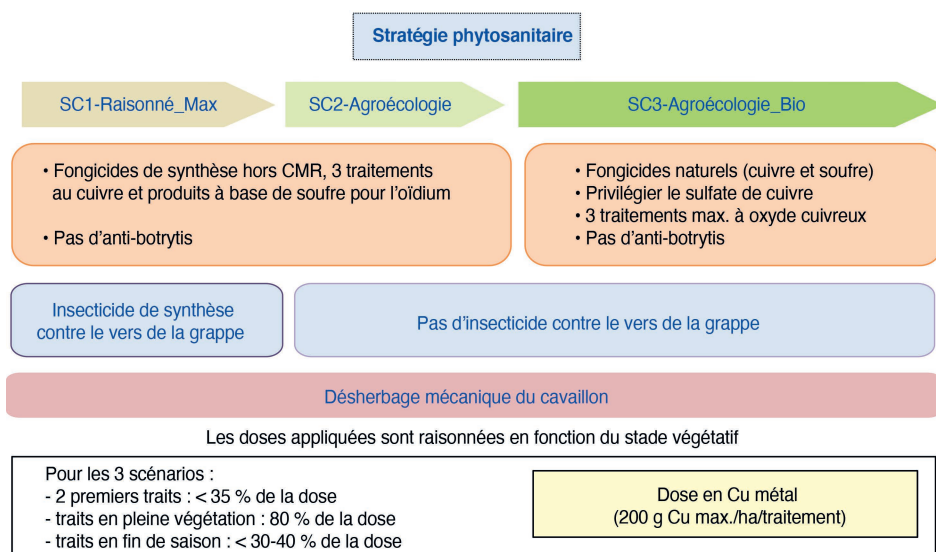 Stratégie phytosanitaire
SC1-Raisonné_Max
SC2-Agroécologie
SC3-Agroécologie_Bio
• Fongicides de synthèse hors CMR, 3 traitements
au cuivre et produits à base de soufre pour l'oïdium
• Pas d'anti-botrytis
• Fongicides naturels (cuivre et soufre)
• Privilégier le sulfate de cuivre
• 3 traitements max. à oxyde cuivreux
• Pas d'anti-botrytis
Insecticide de synthèse
contre le vers de la grappe
Pas d'insecticide contre le vers de la grappe
Désherbage mécanique du cavaillon
Les doses appliquées sont raisonnées en fonction du stade végétatif
Pour les 3 scénarios :
- 2 premiers traits : < 35 % de la dose
- traits en pleine végétation : 80 % de la dose
- traits en fin de saison : < 30-40 % de la dose
Dose en Cu métal
(200 g Cu max./ha/traitement)